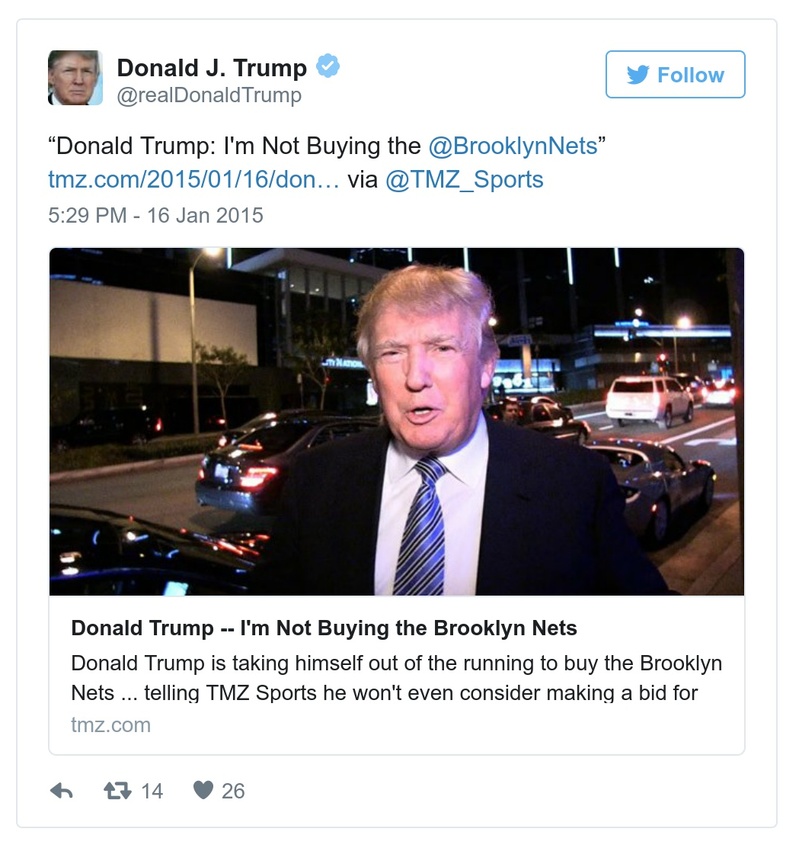 Donald J. Trump
@realDonaldTrump
Follow
“Donald Trump: I'm Not Buying the @BrooklynNets”
tmz.com/2015/01/16/don… via @TMZ_Sports
5:29 PM - 16 Jan 2015
Donald Trump -- I'm Not Buying the Brooklyn Nets
Donald Trump is taking himself out of the running to buy the Brooklyn
Nets ... telling TMZ Sports he won't even consider making a bid for
tmz.com
14
26